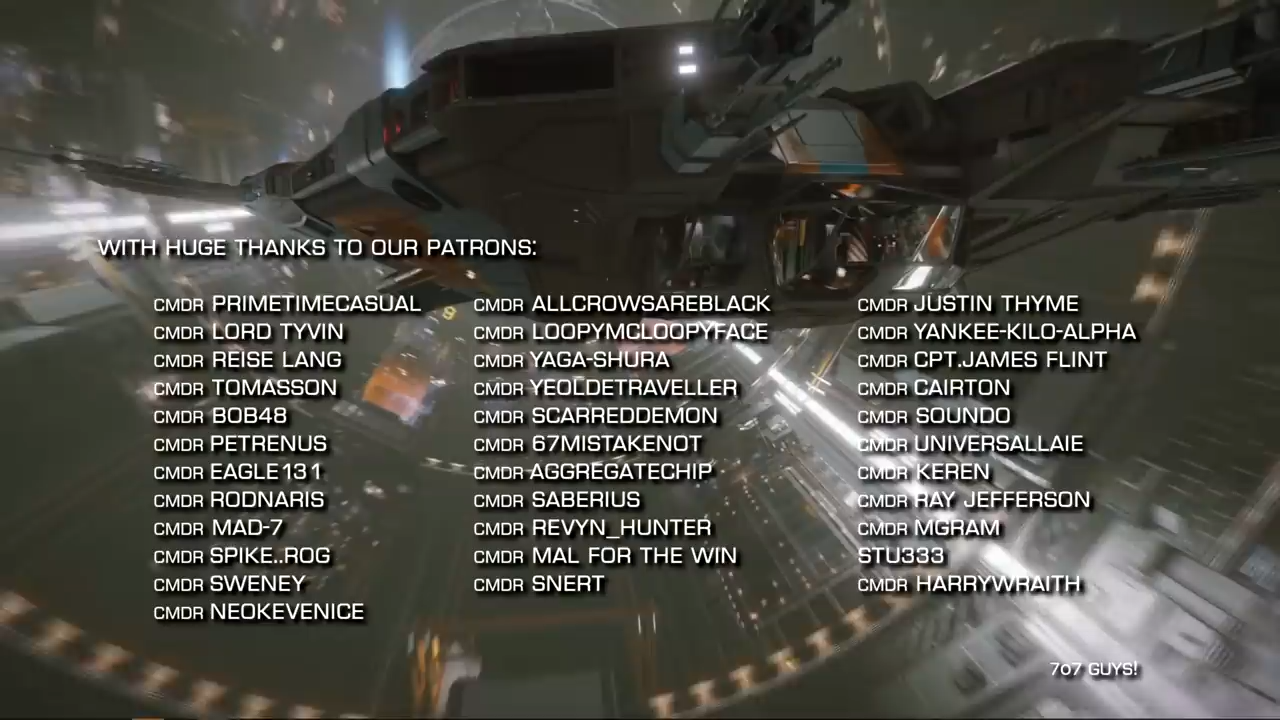 WITH HUGE THANKS TO OUR PATRONS:
CMDR PRIMETIMECASUAL
CMDR LORD TYVIN
CMDR REISE LANG
CMDR TOMASSON
CMDR BOB48
CMDR PETRENUS
CMDR EAGLE131
CMDR RODNARIS
CMDR MAD-7
CMDR SPIKE..ROG
CMDR SWENEY
CMDR NEOKEVENICE
CMDR ALLCROWSAREBLACK
CMDR LOOPYMCLOOPYFACE
CMDR YAGA-SHURA
CMDR YEOLDETRAVELLER
CMDR SCARREDDEMON
CMDR 67MISTAKENOT
CMDR AGGREGATECHIP
CMDR SABERIUS
CMDR REVYN_HUNTER
CMDR MAL FOR THE WIN
CMDR SNERT
CMDR JUSTIN THYME
CMDR YANKEE-KILO-ALPHA
CMDR CPT.JAMES FLINT
CMDR CAIRTON
CMDR SOUNDO
CMDR UNIVERSALLAIE
CMDR KEREN
CMDR RAY JEFFERSON
CMDR MGRAM
STU333
CMDR HARRYWRAITH
7o7 GUYS!
9